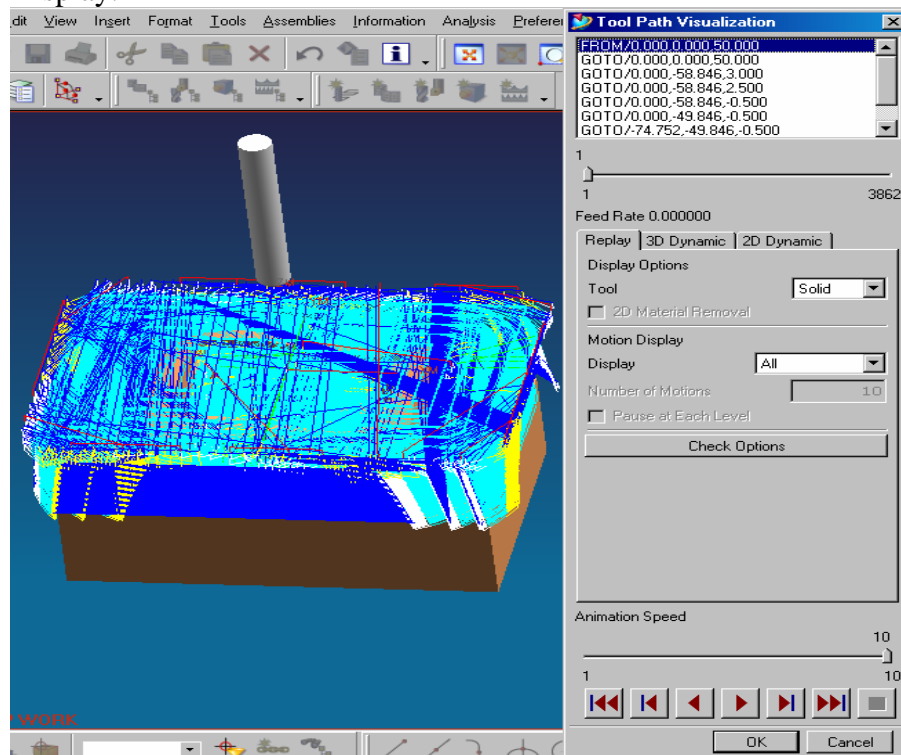 dit View Insert Format Tools Assemblies Information Analysis Preferen
Tool Path Visualization
FROM/0.000,0.000,50.000
GOTO/0.000,0.000,50.000
GOTO/0.000,-58.846,3.000
GOTO/0.000,-58.846,2.500
GOTO/0.000,-58.846,-0.500
GOTO/0.000,-49.846,-0.500
GOTO/-74.752,-49.846,-0.500
1
1 3862
Feed Rate 0.000000
Replay 3D Dynamic 2D Dynamic
Display Options
Tool Solid
2D Material Removal
Motion Display
Display All
Number of Motions 10
Pause at Each Level
Check Options
Animation Speed
10
1 10
WORK
OK Cancel